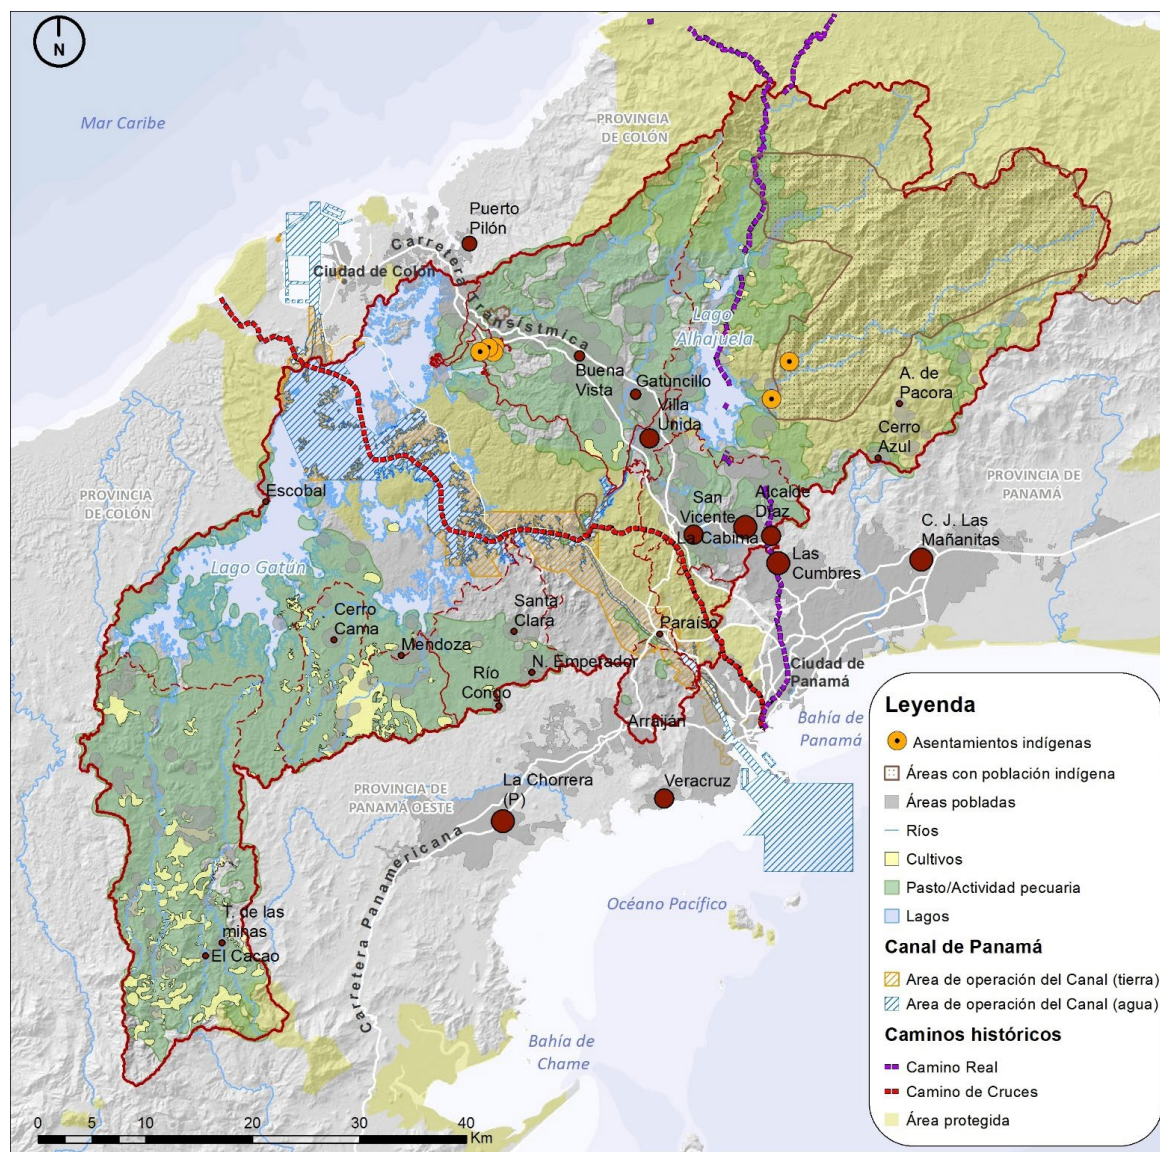 N
Mar Caribe
PROVINCIA
DE COLÓN
Puerto
Pilón
Carretera Transístmica
Ciudad de Colón
Lago
Alhajuela
Buena
Vista
Gatuncillo
Villa
Unida
A. de
Pacora
Cerro
Azul
PROVINCIA DE
PANAMÁ
PROVINCIA
DE COLÓN
Escobal
San
Vicente
Alcalde
Díaz
La Cabima
C. J. Las
Mañanitas
Las
Cumbres
Lago Gatún
Cerro
Cama
Santa
Clara
Mendoza
Paraíso
Río
Congo
N. Emperador
Ciudad de
Panamá
Arraiján
Bahía de
Panamá
PROVINCIA DE
PANAMÁ OESTE
La Chorrera
(P)
Veracruz
Carretera Panamericana
Océano Pacífico
T. de las
minas
El Cacao
Bahía de
Chame
0 5 10 20 30 40
Km
Leyenda
Asentamientos indígenas
Áreas con población indígena
Áreas pobladas
Ríos
Cultivos
Pasto/Actividad pecuaria
Lagos
Canal de Panamá
Area de operación del Canal (tierra)
Area de operación del Canal (agua)
Caminos históricos
Camino Real
Camino de Cruces
Área protegida